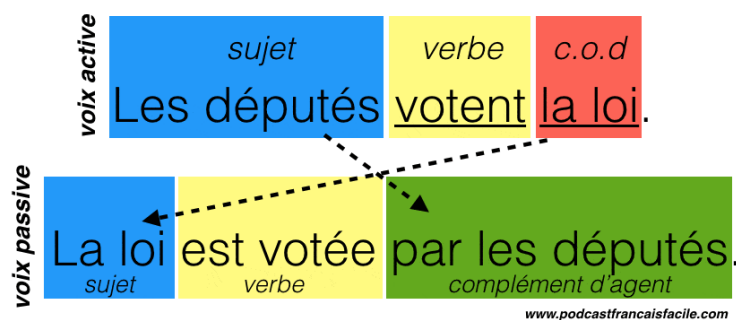 voix active
sujet verbe c.o.d
Les députés votent la loi.
voix passive
La loi est votée par les députés.
sujet verbe complément d'agent
www.podcastfrancaisfacile.com